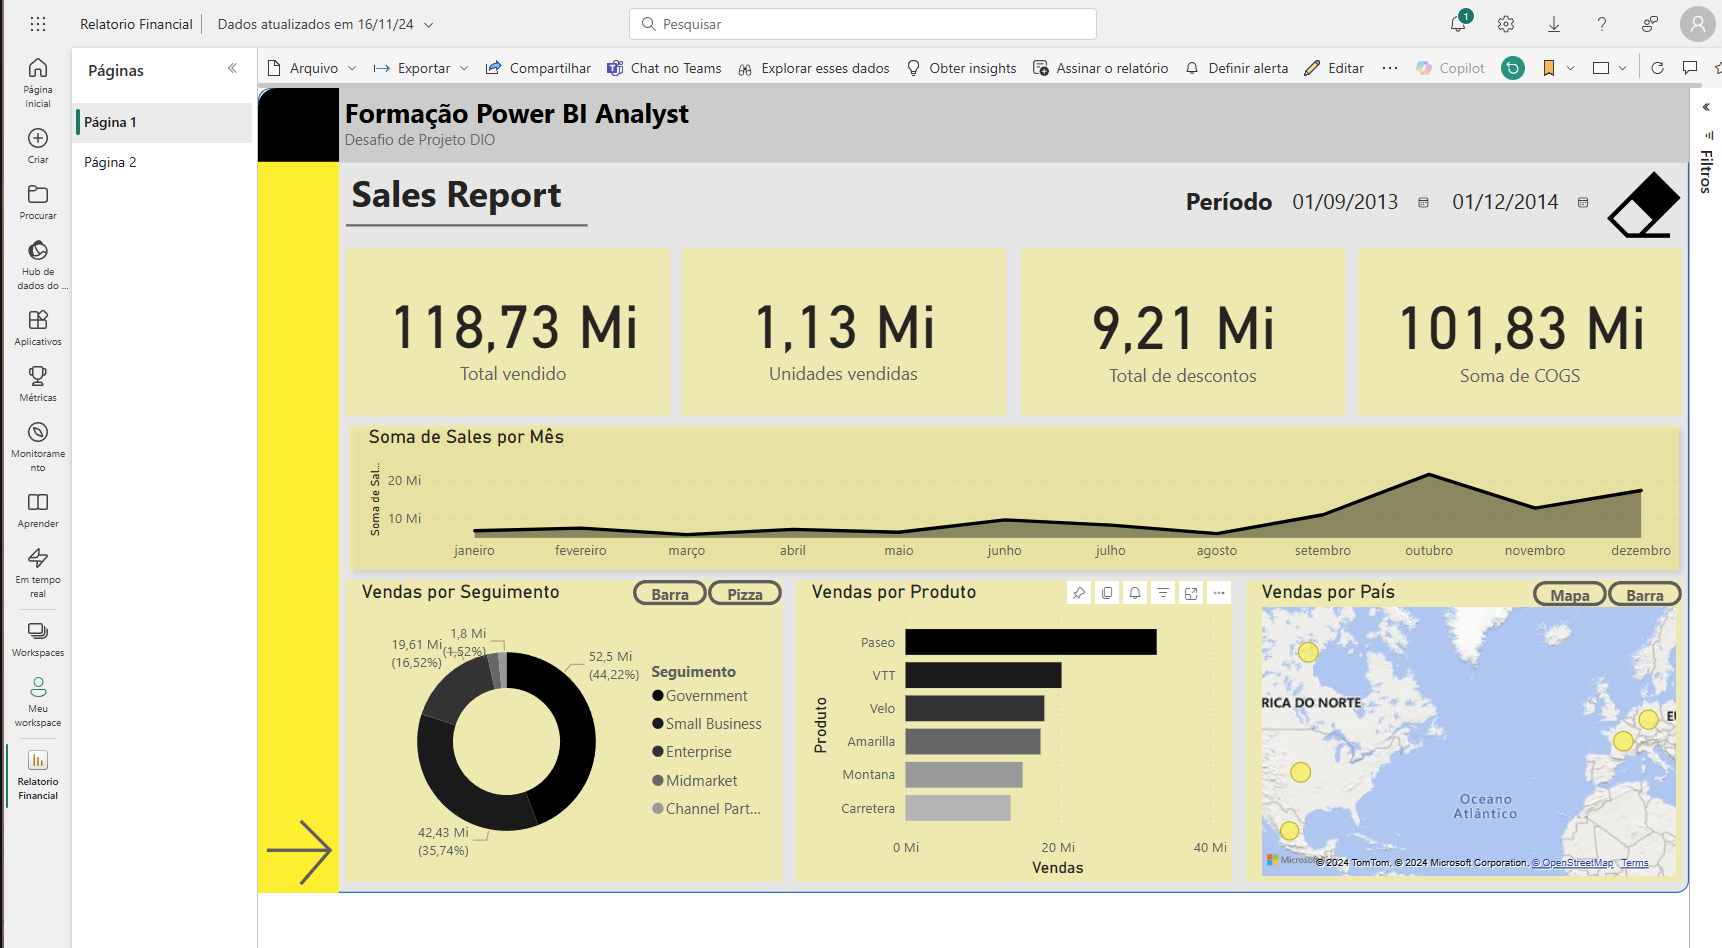 Relatorio Financial
Dados atualizados em 16/11/24
Pesquisar
1
Página Inicial
Criar
Procurar
Hub de dados do ...
Aplicativos
Métricas
Monitoramento
Aprender
Em tempo real
Workspaces
Meu workspace
Relatorio Financial
Páginas
Página 1
Página 2
Arquivo
Exportar
Compartilhar
Chat no Teams
Explorar esses dados
Obter insights
Assinar o relatório
Definir alerta
Editar
Copilot
Filtros
Formação Power BI Analyst
Desafio de Projeto DIO
Sales Report
Período 01/09/2013 01/12/2014
118,73 Mi
Total vendido
1,13 Mi
Unidades vendidas
9,21 Mi
Total de descontos
101,83 Mi
Soma de COGS
Soma de Sales por Mês
Soma de Sal...
20 Mi
10 Mi
janeiro fevereiro março abril maio junho julho agosto setembro outubro novembro dezembro
Vendas por Seguimento
Barra
Pizza
1,8 Mi
(1,52%)
19,61 Mi
(16,52%)
52,5 Mi
(44,22%)
42,43 Mi
(35,74%)
Seguimento
Government
Small Business
Enterprise
Midmarket
Channel Part...
Vendas por Produto
Produto
Paseo
VTT
Velo
Amarilla
Montana
Carretera
0 Mi 20 Mi 40 Mi
Vendas
Vendas por País
Mapa
Barra
RICA DO NORTE
EU
Oceano
Atlântico
Microsoft
© 2024 TomTom, © 2024 Microsoft Corporation, © OpenStreetMap Terms